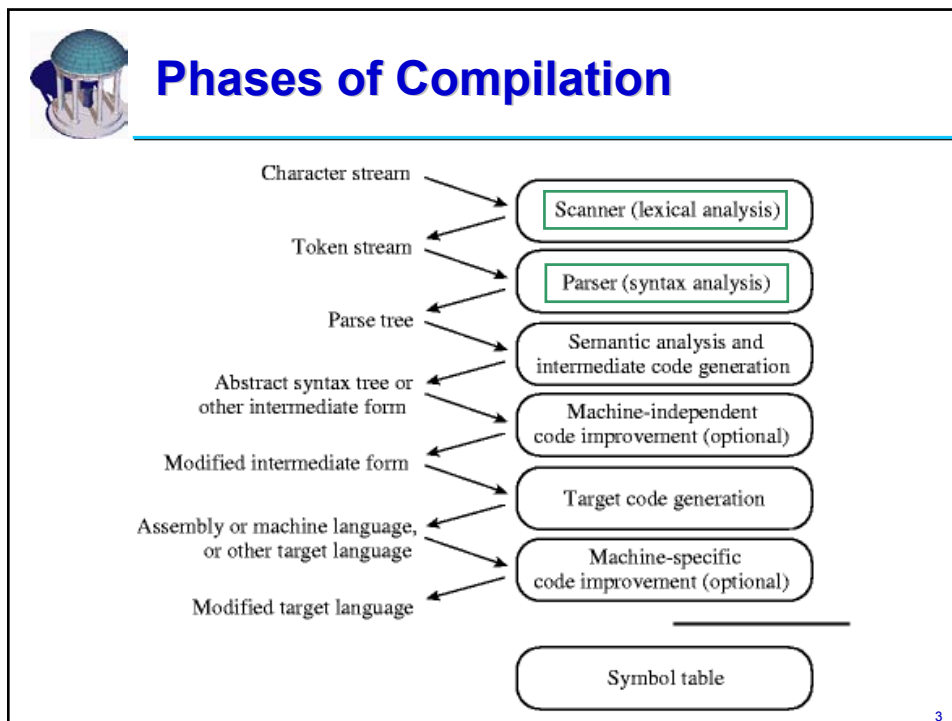 Phases of Compilation
Character stream
Scanner (lexical analysis)
Token stream
Parser (syntax analysis)
Parse tree
Semantic analysis and
intermediate code generation
Abstract syntax tree or
other intermediate form
Machine-independent
code improvement (optional)
Modified intermediate form
Target code generation
Assembly or machine language,
or other target language
Machine-specific
code improvement (optional)
Modified target language
Symbol table
3